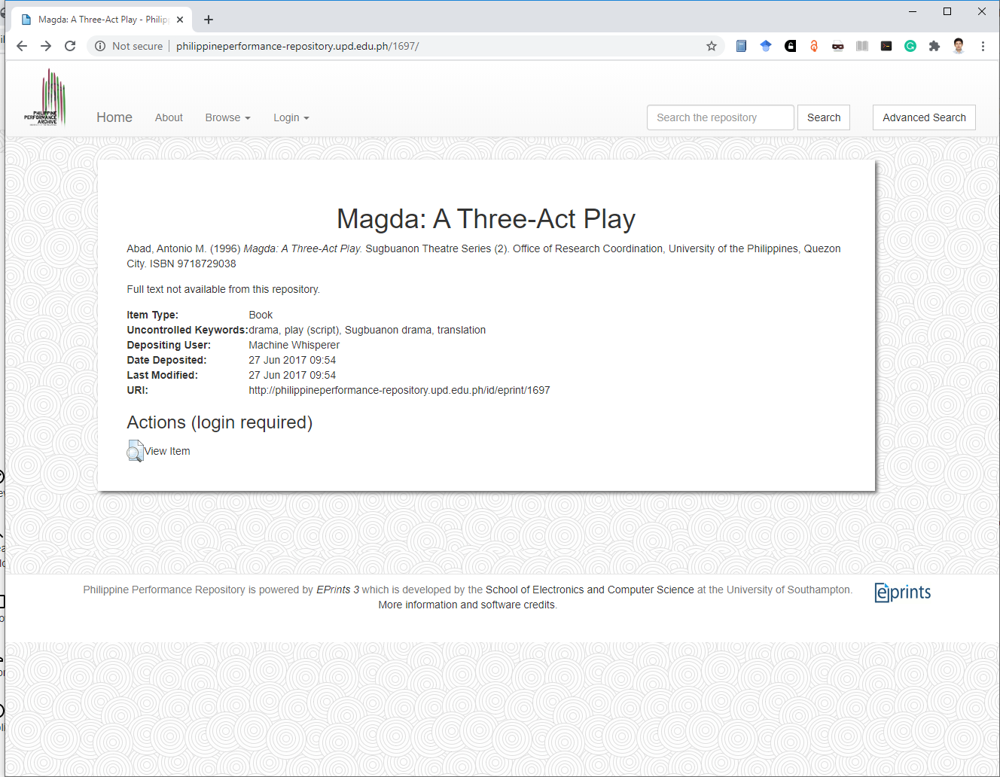 Magda: A Three-Act Play - Philip
Not secure philippineperformance-repository.upd.edu.ph/1697/
PHILIPPINE
PERFORMANCE
ARCHIVE
Home About Browse Login Search the repository Search Advanced Search
Magda: A Three-Act Play
Abad, Antonio M. (1996) Magda: A Three-Act Play. Sugbuanon Theatre Series (2). Office of Research Coordination, University of the Philippines, Quezon
City. ISBN 9718729038
Full text not available from this repository.
Item Type: Book
Uncontrolled Keywords: drama, play (script), Sugbuanon drama, translation
Depositing User: Machine Whisperer
Date Deposited: 27 Jun 2017 09:54
Last Modified: 27 Jun 2017 09:54
URI: http://philippineperformance-repository.upd.edu.ph/id/eprint/1697
Actions (login required)
View Item
Philippine Performance Repository is powered by EPrints 3 which is developed by the School of Electronics and Computer Science at the University of Southampton.
More information and software credits.
eprints